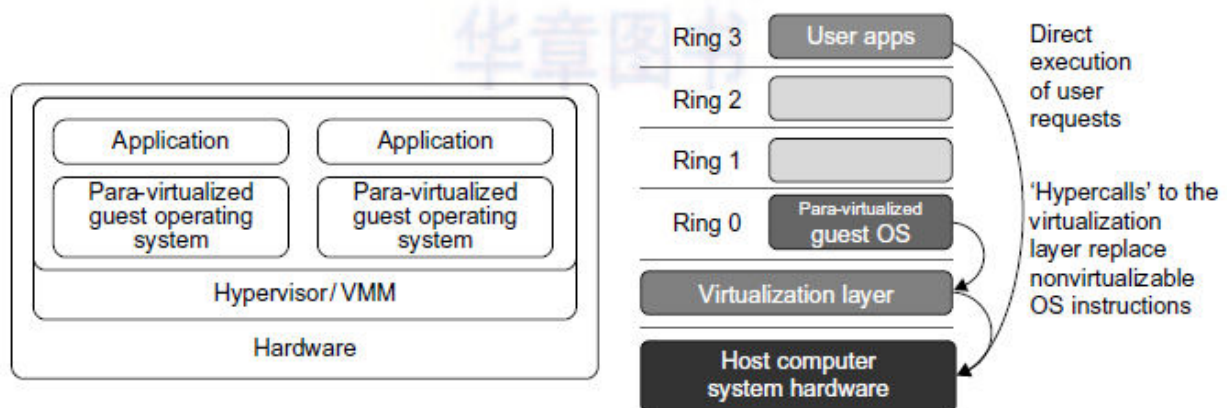 华章图书
Application
Application
Para-virtualized
guest operating
system
Para-virtualized
guest operating
system
Hypervisor / VMM
Hardware
Ring 3
User apps
Ring 2
Ring 1
Ring 0
Para-virtualized
guest OS
Virtualization layer
Host computer
system hardware
Direct
execution
of user
requests
‘Hypercalls’ to the
virtualization
layer replace
nonvirtualizable
OS instructions